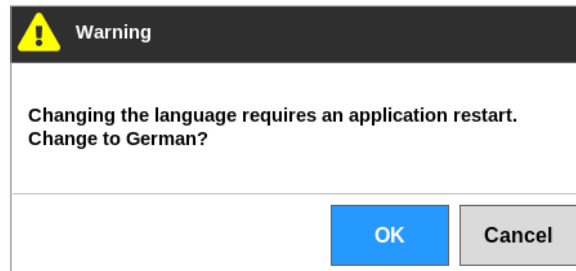 Warning
Changing the language requires an application restart.
Change to German?
OK
Cancel